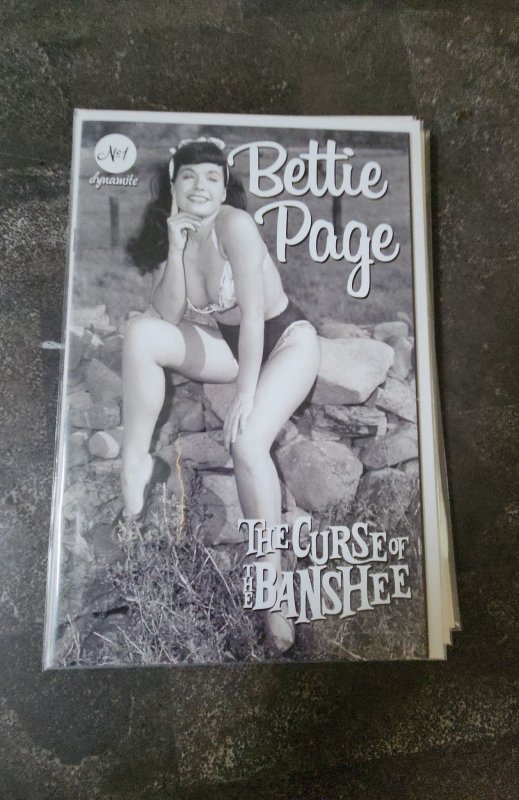 No1
dynamite
Bettie
Page
THE CURSE OF
THE BANSHEE